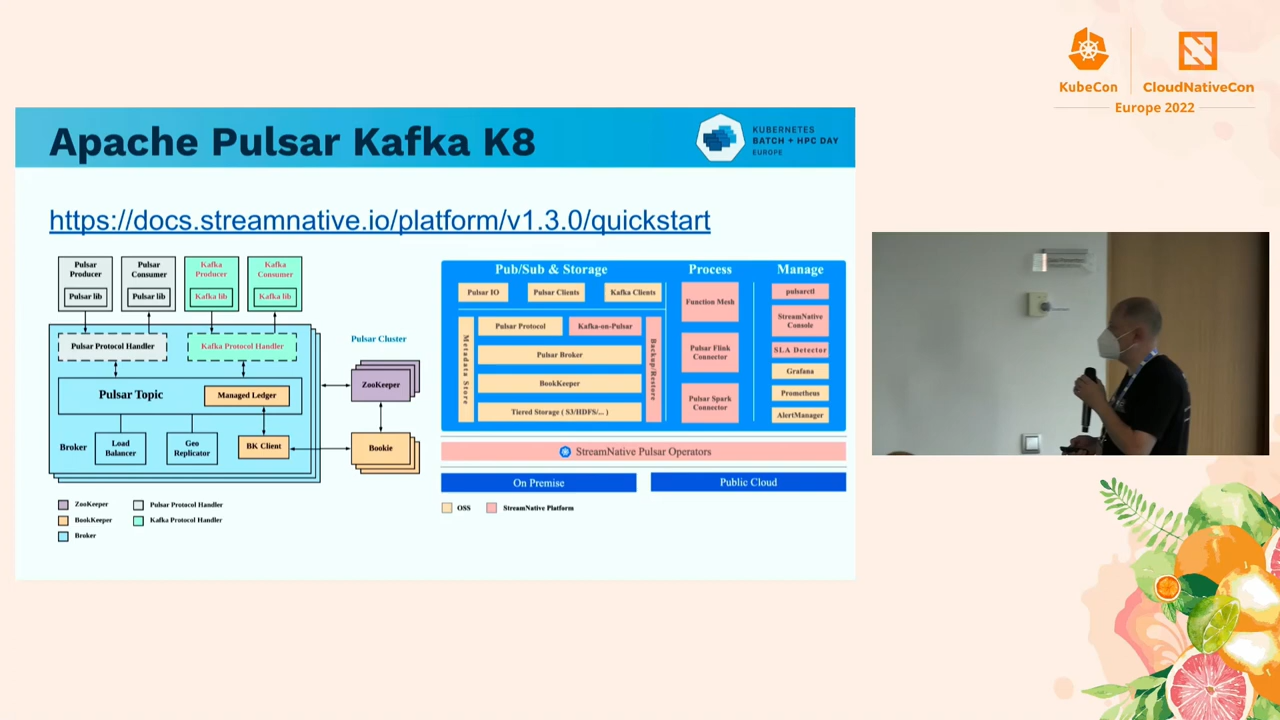 KubeCon
CloudNativeCon
Europe 2022
Apache Pulsar Kafka K8
KUBERNETES
BATCH + HPC DAY
EUROPE
https://docs.streamnative.io/platform/v1.3.0/quickstart
Pulsar Producer
Pulsar lib
Pulsar Consumer
Pulsar lib
Kafka Producer
Kafka lib
Kafka Consumer
Kafka lib
Pulsar Protocol Handler
Kafka Protocol Handler
Pulsar Topic
Managed Ledger
Broker
Load Balancer
Geo Replicator
BK Client
Pulsar Cluster
ZooKeeper
Bookie
ZooKeeper
Pulsar Protocol Handler
BookKeeper
Kafka Protocol Handler
Broker
Pub/Sub & Storage
Process
Manage
Pulsar IO
Pulsar Clients
Kafka Clients
Metadata Store
Pulsar Protocol
Kafka-on-Pulsar
Pulsar Broker
BookKeeper
Tiered Storage ( S3/HDFS/... )
Backup/Restore
Function Mesh
Pulsar Flink Connector
Pulsar Spark Connector
pulsarctl
StreamNative Console
SLA Detector
Grafana
Prometheus
AlertManager
StreamNative Pulsar Operators
On Premise
Public Cloud
OSS
StreamNative Platform